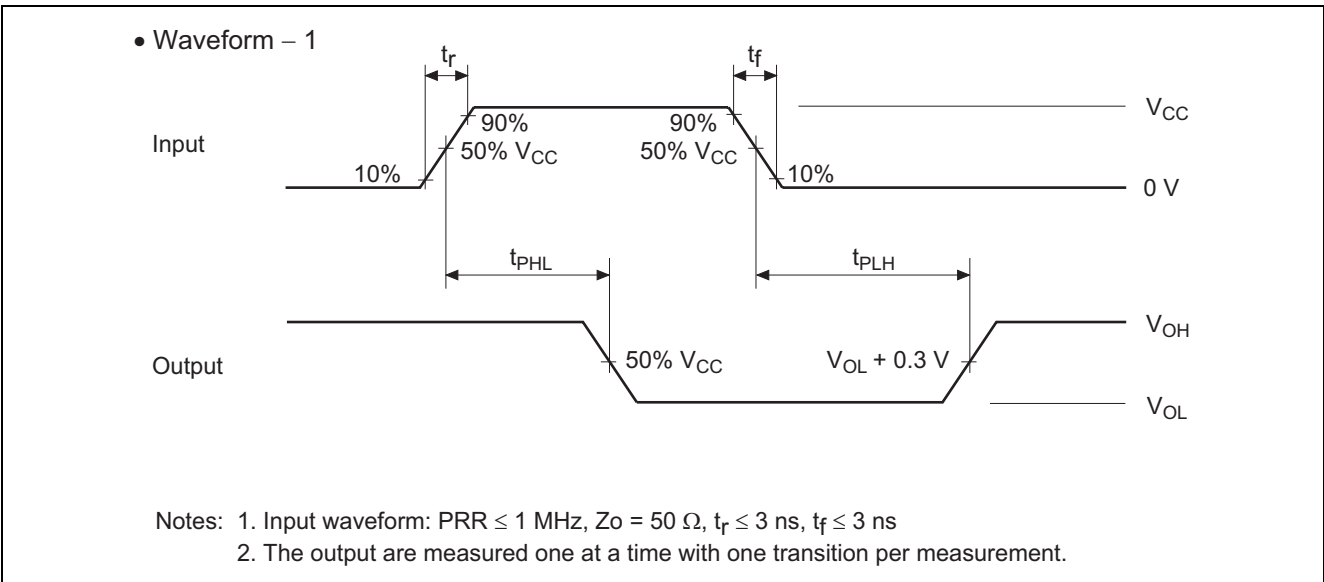 • Waveform – 1
tr
tf
VCC
90%
90%
Input
50% VCC
50% VCC
10%
10%
0 V
tPHL
tPLH
VOH
Output
50% VCC
VOL + 0.3 V
VOL
Notes: 1. Input waveform: PRR ≤ 1 MHz, Zo = 50 Ω, tr ≤ 3 ns, tf ≤ 3 ns
2. The output are measured one at a time with one transition per measurement.